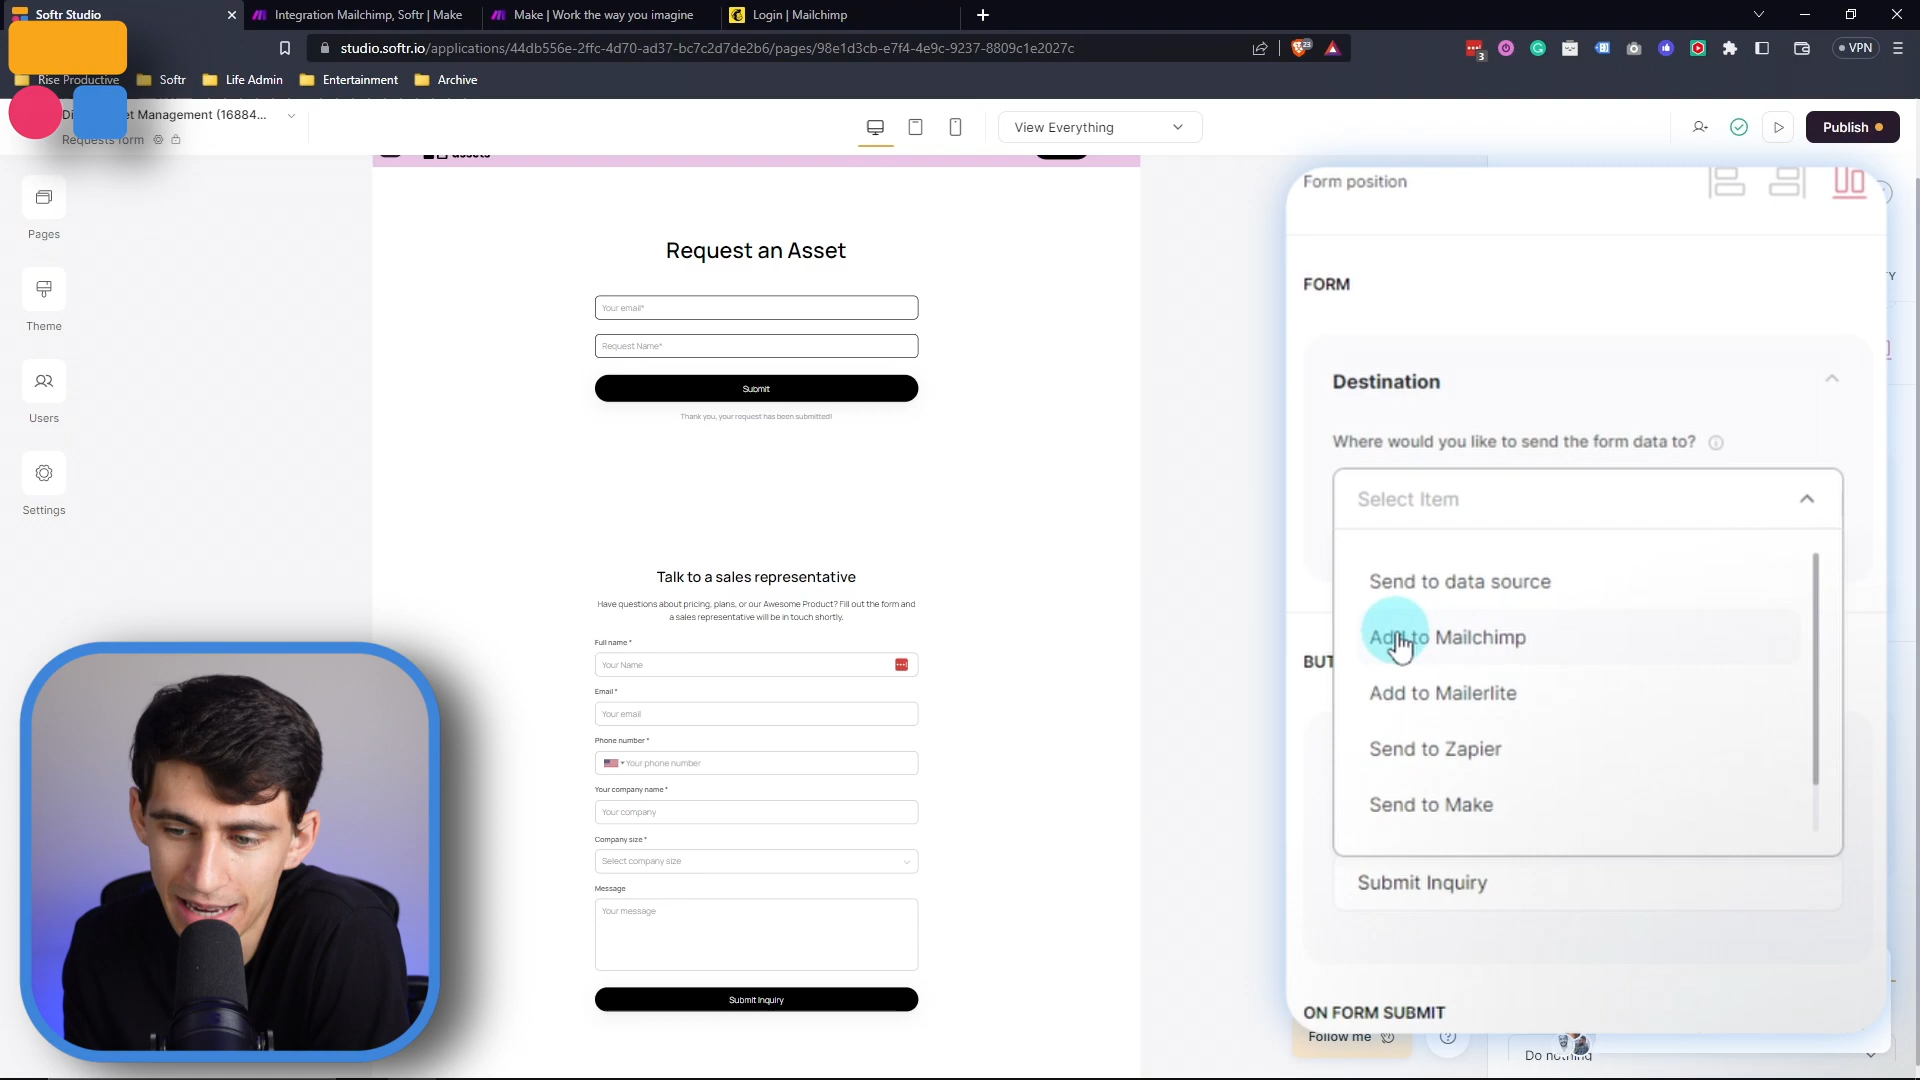 Softr Studio
Integration Mailchimp, Softr | Make
Make | Work the way you imagine
Login | Mailchimp
studio.softr.io/applications/44db556e-2ffc-4d70-ad37-bc7c2d7de2b6/pages/98e1d3cb-e7f4-4e9c-9237-8809c1e2027c
23
3
VPN
Rise Productive
Softr
Life Admin
Entertainment
Archive
et Management (16884...
Requests form
View Everything
Publish
assets
Pages
Theme
Users
Settings
Request an Asset
Your email*
Request Name*
Submit
Thank you, your request has been submitted!
Talk to a sales representative
Have questions about pricing, plans, or our Awesome Product? Fill out the form and
a sales representative will be in touch shortly.
Full name *
Your Name
Email *
Your email
Phone number *
Your phone number
Your company name *
Your company
Company size *
Select company size
Message
Your message
Submit Inquiry
Form position
FORM
Destination
Where would you like to send the form data to?
Select Item
Send to data source
Add to Mailchimp
BUT
Add to Mailerlite
Send to Zapier
Send to Make
Submit Inquiry
ON FORM SUBMIT
Follow me
Do nothing